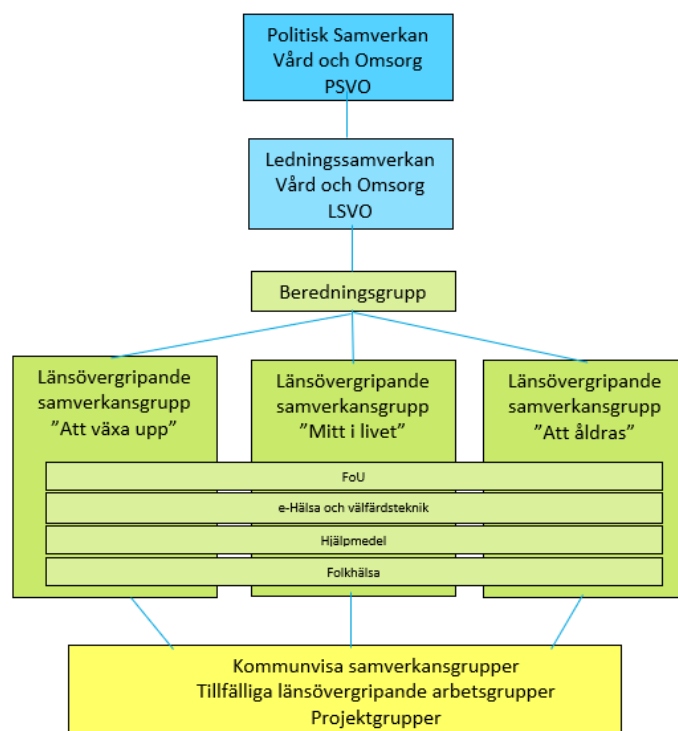 Politisk Samverkan
Vård och Omsorg
PSVO
Ledningssamverkan
Vård och Omsorg
LSVO
Beredningsgrupp
Länsövergripande
samverkansgrupp
”Att växa upp”
Länsövergripande
samverkansgrupp
”Mitt i livet”
Länsövergripande
samverkansgrupp
”Att åldras”
FoU
e-Hälsa och välfärdsteknik
Hjälpmedel
Folkhälsa
Kommunvisa samverkansgrupper
Tillfälliga länsövergripande arbetsgrupper
Projektgrupper